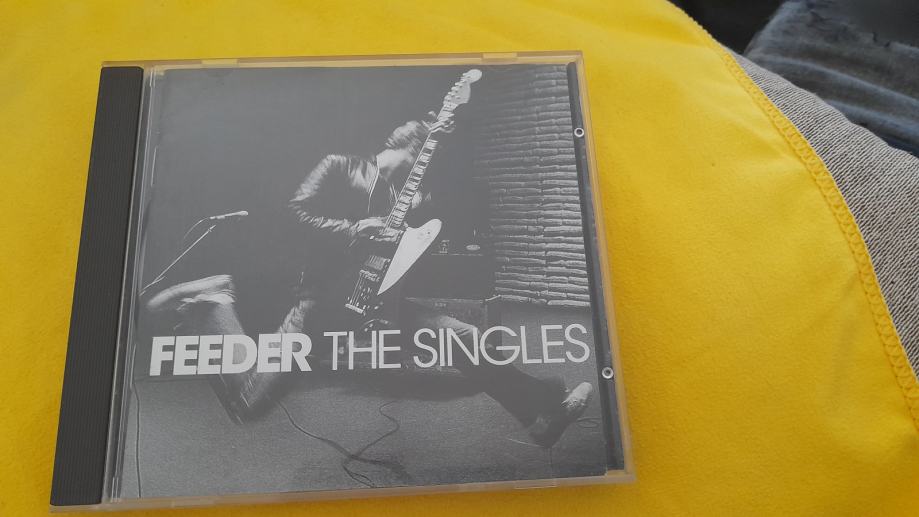 FEEDER THE SINGLES